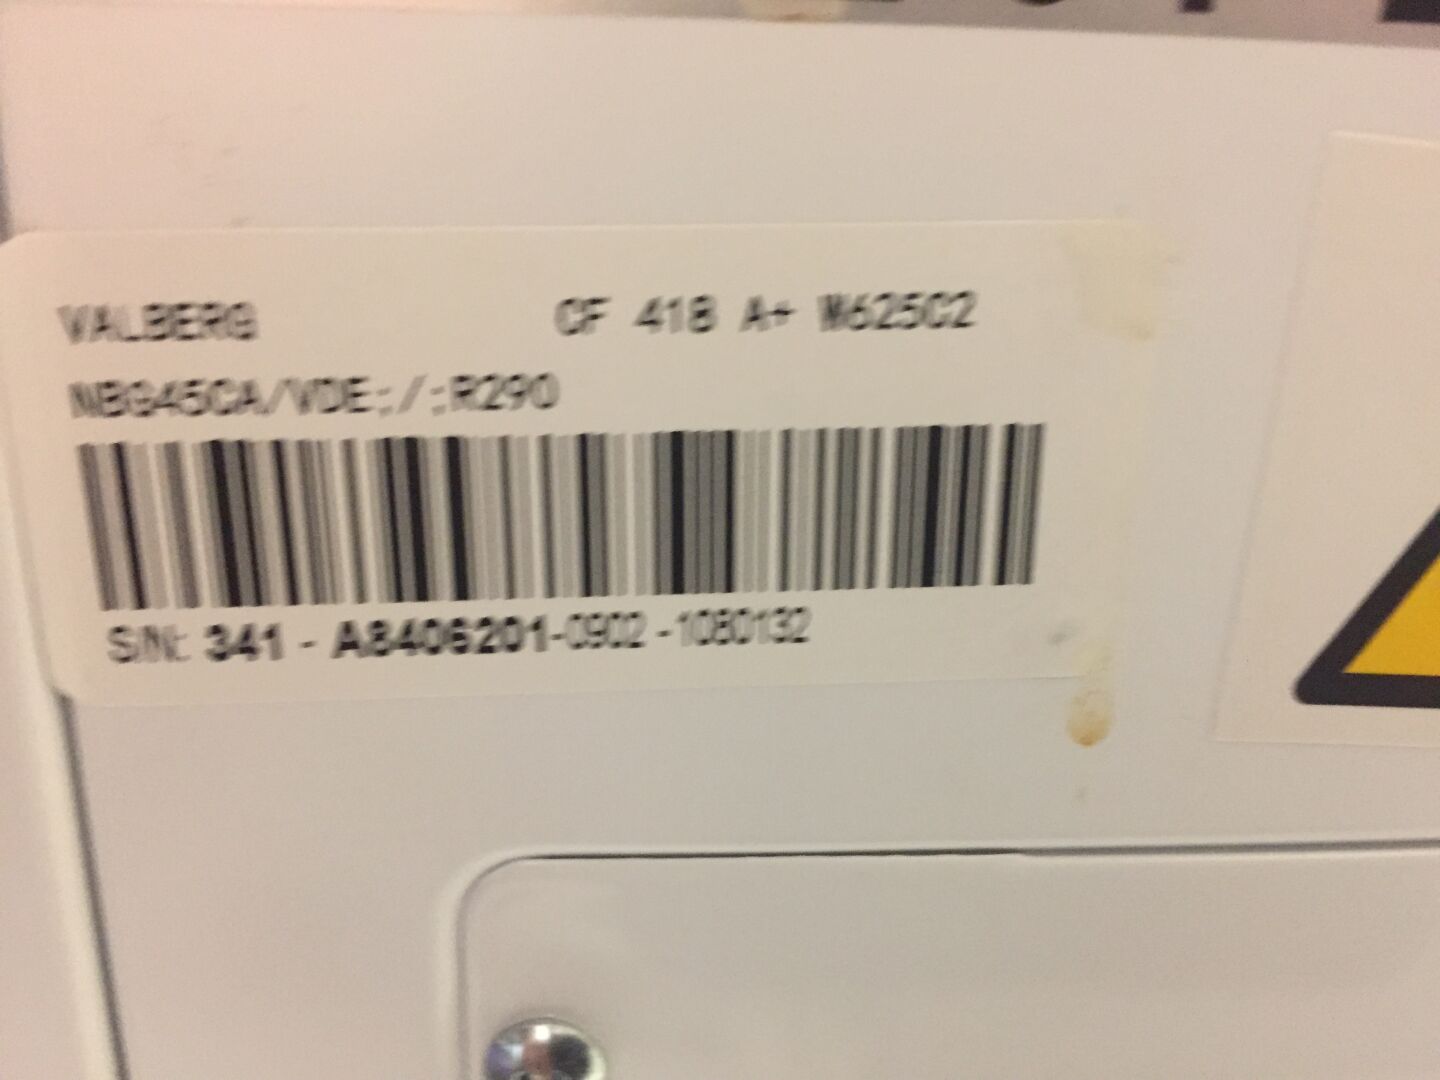 VALBERG CF 418 A+ W625C2
NBG45CA/VDE;/;R290
S/N: 341 - A8406201-0902 -1080132